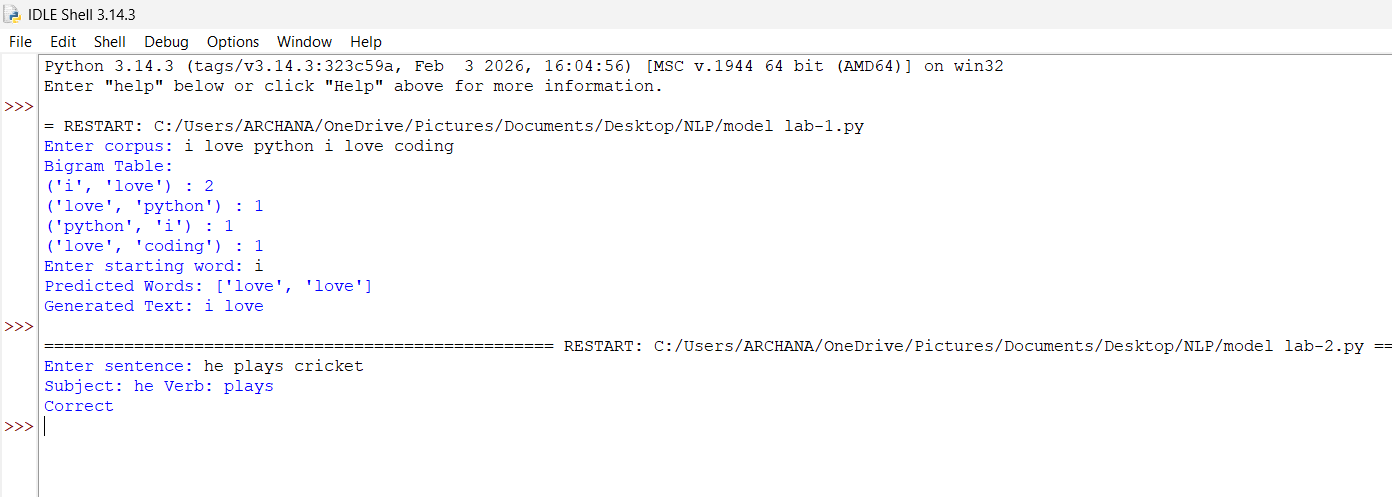 IDLE Shell 3.14.3
File Edit Shell Debug Options Window Help
Python 3.14.3 (tags/v3.14.3:323c59a, Feb  3 2026, 16:04:56) [MSC v.1944 64 bit (AMD64)] on win32
Enter "help" below or click "Help" above for more information.
>>>
= RESTART: C:/Users/ARCHANA/OneDrive/Pictures/Documents/Desktop/NLP/model lab-1.py
Enter corpus: i love python i love coding
Bigram Table:
('i', 'love') : 2
('love', 'python') : 1
('python', 'i') : 1
('love', 'coding') : 1
Enter starting word: i
Predicted Words: ['love', 'love']
Generated Text: i love
>>>
=================================================== RESTART: C:/Users/ARCHANA/OneDrive/Pictures/Documents/Desktop/NLP/model lab-2.py ==
Enter sentence: he plays cricket
Subject: he Verb: plays
Correct
>>>